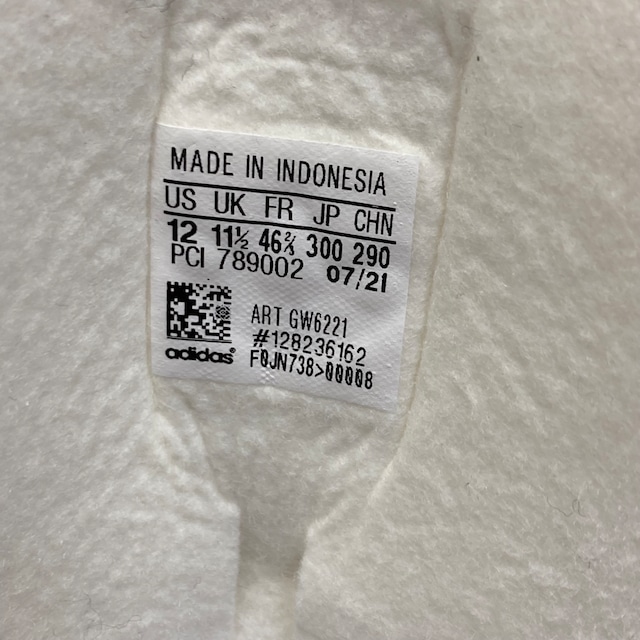 MADE IN INDONESIA
US UK FR JP CHN
12 11½ 46⅔ 300 290
PCI 789002 07/21
ART GW6221
#128236162
adidas® F0JN738>00008